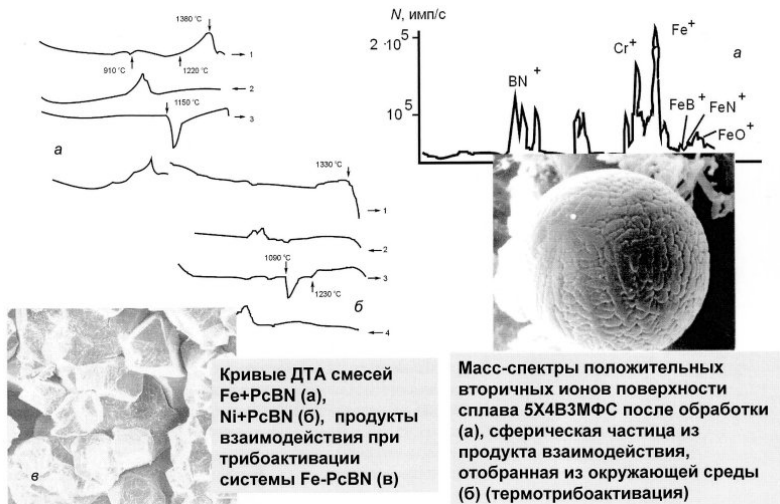 1380 °C
1
910 °C
1220 °C
2
1150 °C
3
а
1330 °C
1
2
1090 °C
3
1230 °C
б
4
в
Кривые ДТА смесей
Fe+PcBN (а),
Ni+PcBN (б), продукты
взаимодействия при
трибоактивации
системы Fe-PcBN (в)
N, имп/с
2·10⁵
10⁵
BN⁺
Cr⁺
Fe⁺
а
FeB⁺ FeN⁺
FeO⁺
Масс-спектры положительных
вторичных ионов поверхности
сплава 5Х4В3МФС после обработки
(а), сферическая частица из
продукта взаимодействия,
отобранная из окружающей среды
(б) (термотрибоактивация)